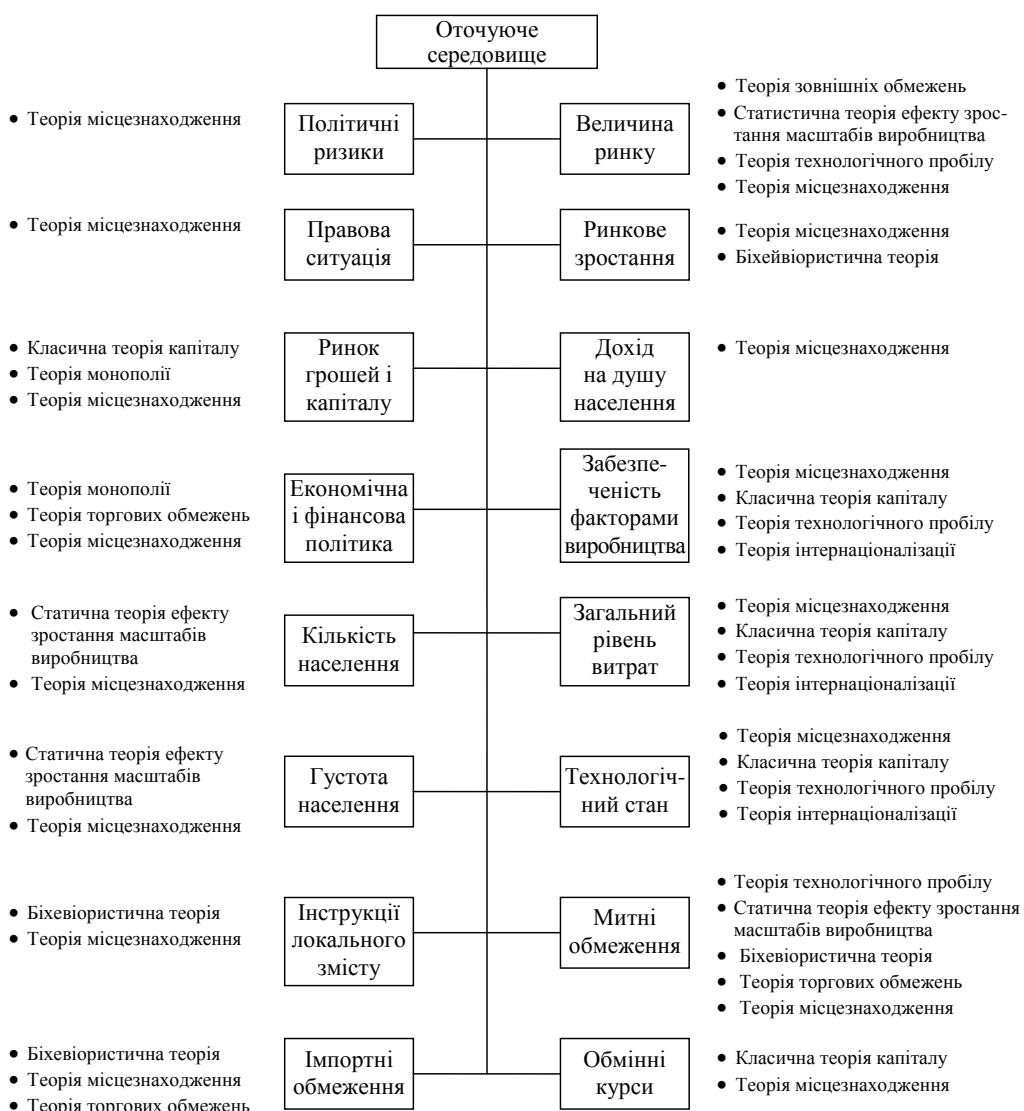 Оточуюче
середовище
• Теорія місцезнаходження
Політичні
ризики
Величина
ринку
• Теорія зовнішніх обмежень
• Статистична теорія ефекту зрос-
тання масштабів виробництва
• Теорія технологічного пробілу
• Теорія місцезнаходження
• Теорія місцезнаходження
Правова
ситуація
Ринкове
зростання
• Теорія місцезнаходження
• Біхейвіористична теорія
• Класична теорія капіталу
• Теорія монополії
• Теорія місцезнаходження
Ринок
грошей і
капіталу
Дохід
на душу
населення
• Теорія місцезнаходження
• Теорія монополії
• Теорія торгових обмежень
• Теорія місцезнаходження
Економічна
і фінансова
політика
Забезпе-
ченість
факторами
виробництва
• Теорія місцезнаходження
• Класична теорія капіталу
• Теорія технологічного пробілу
• Теорія інтернаціоналізації
• Статична теорія ефекту
зростання масштабів
виробництва
• Теорія місцезнаходження
Кількість
населення
Загальний
рівень
витрат
• Теорія місцезнаходження
• Класична теорія капіталу
• Теорія технологічного пробілу
• Теорія інтернаціоналізації
• Статична теорія ефекту
зростання масштабів
виробництва
• Теорія місцезнаходження
Густота
населення
Технологіч-
ний стан
• Теорія місцезнаходження
• Класична теорія капіталу
• Теорія технологічного пробілу
• Теорія інтернаціоналізації
• Біхевіористична теорія
• Теорія місцезнаходження
Інструкції
локального
змісту
Митні
обмеження
• Теорія технологічного пробілу
• Статична теорія ефекту зростання
масштабів виробництва
• Біхевіористична теорія
• Теорія торгових обмежень
• Теорія місцезнаходження
• Біхевіористична теорія
• Теорія місцезнаходження
• Теорія торгових обмежень
Імпортні
обмеження
Обмінні
курси
• Класична теорія капіталу
• Теорія місцезнаходження